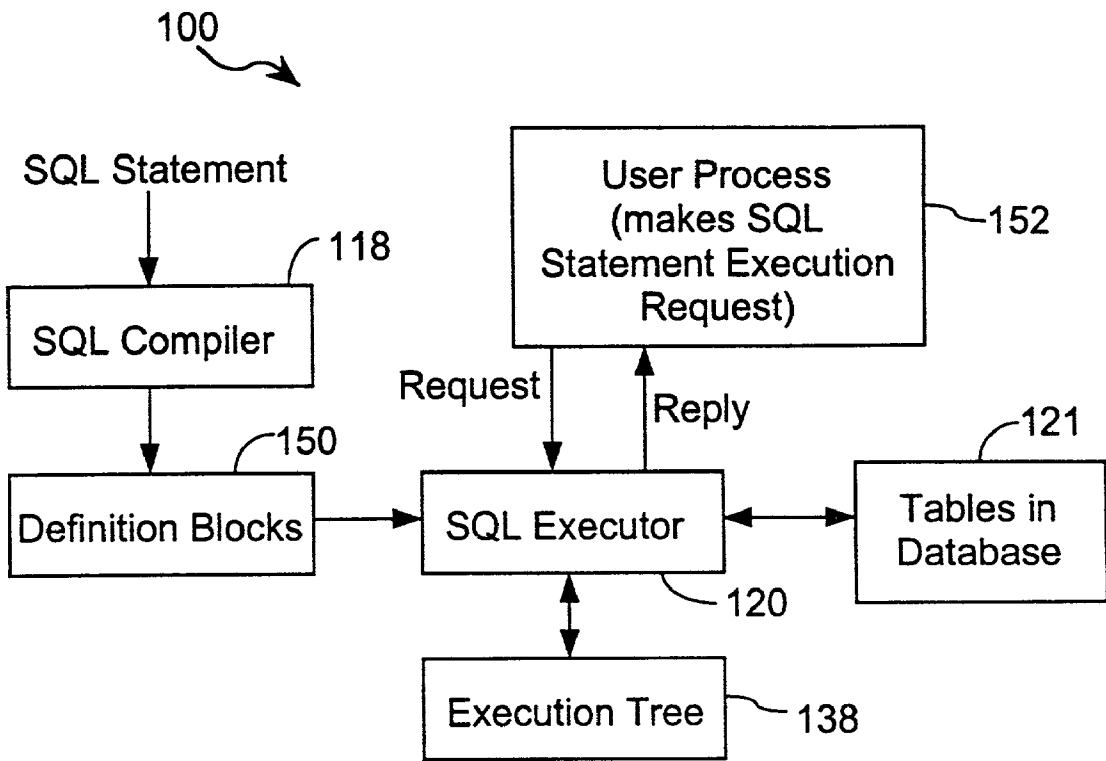 100
SQL Statement
118
SQL Compiler
150
Definition Blocks
User Process
(makes SQL
Statement Execution
Request)
152
Request
Reply
SQL Executor
120
121
Tables in
Database
Execution Tree
138